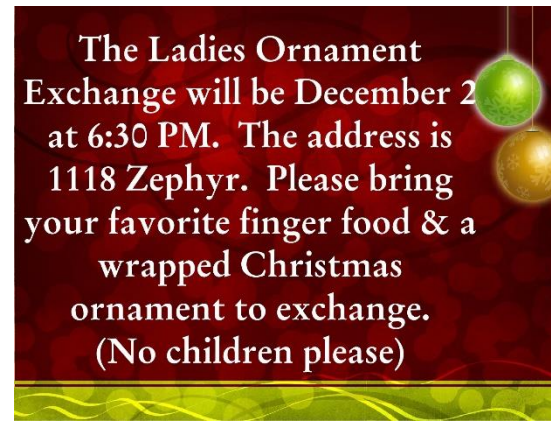 The Ladies Ornament
Exchange will be December 2
at 6:30 PM.  The address is
1118 Zephyr.  Please bring
your favorite finger food & a
wrapped Christmas
ornament to exchange.
(No children please)